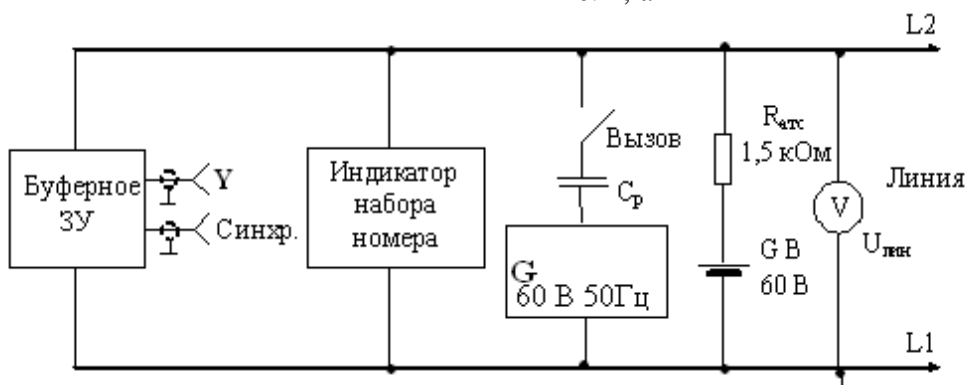 L2
Буферное
ЗУ
Y
Синхр.
Индикатор
набора
номера
Вызов
Cр
G
60 В 50Гц
Rатс
1,5 кОм
G B
60 В
V
Uлин
Линия
L1